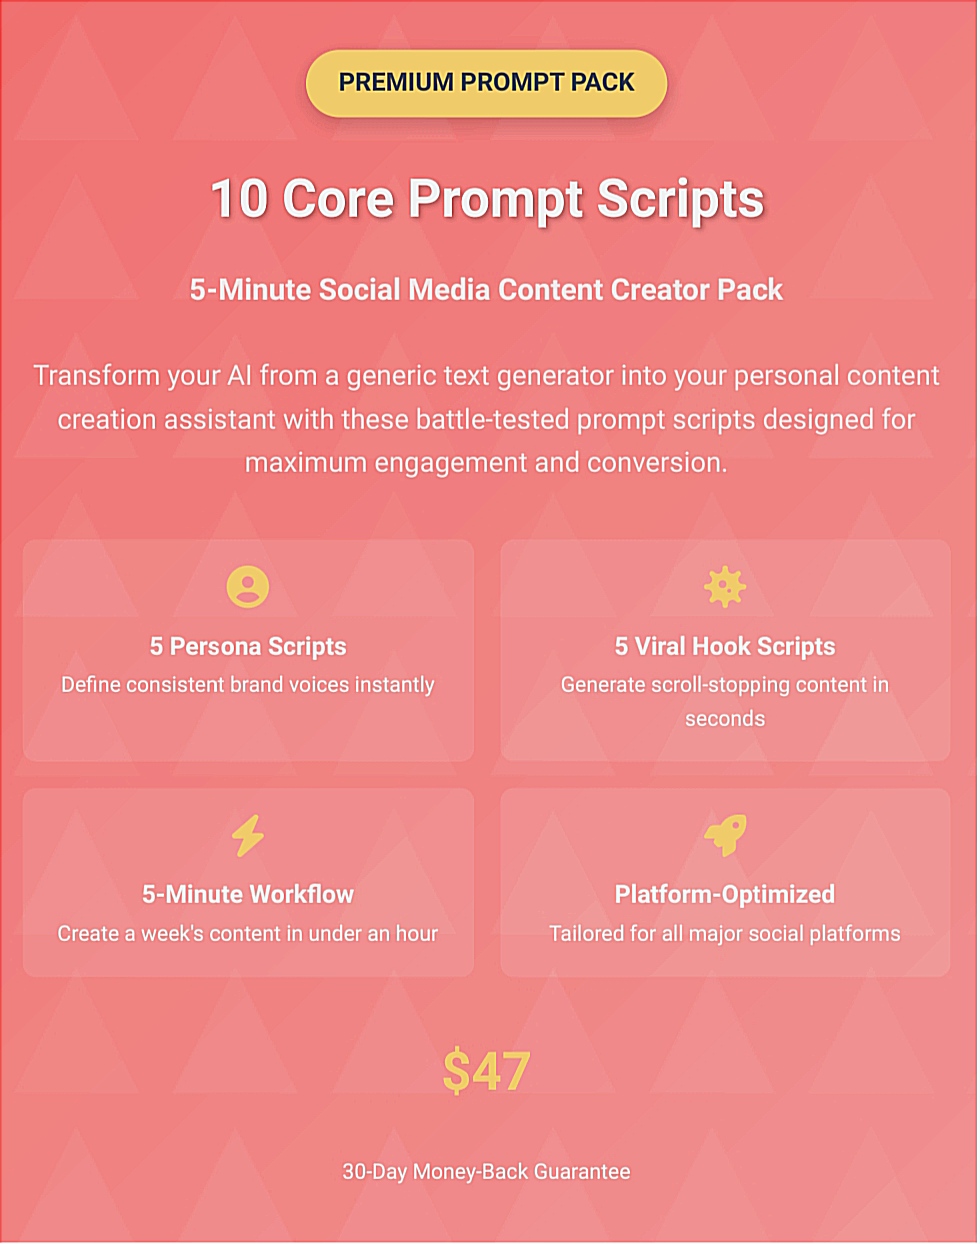 PREMIUM PROMPT PACK
10 Core Prompt Scripts
5-Minute Social Media Content Creator Pack
Transform your AI from a generic text generator into your personal content
creation assistant with these battle-tested prompt scripts designed for
maximum engagement and conversion.
5 Persona Scripts
Define consistent brand voices instantly
5 Viral Hook Scripts
Generate scroll-stopping content in
seconds
5-Minute Workflow
Create a week's content in under an hour
Platform-Optimized
Tailored for all major social platforms
$47
30-Day Money-Back Guarantee